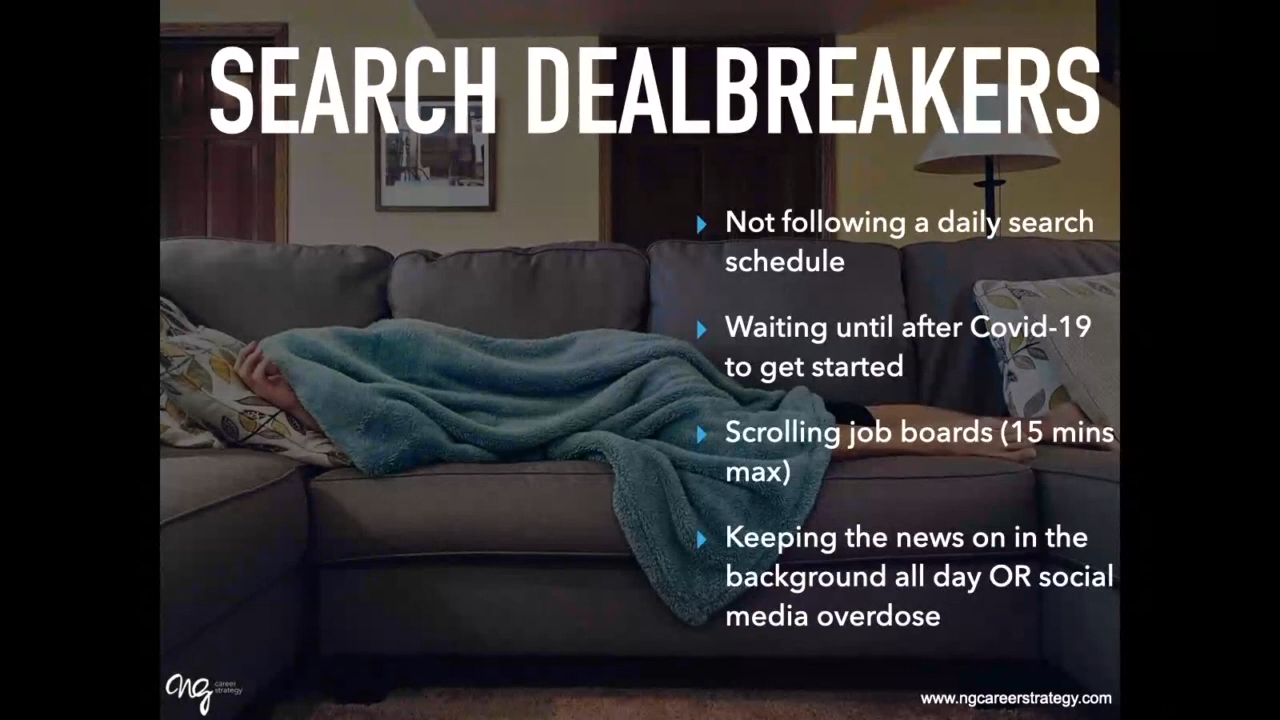 SEARCH DEALBREAKERS
Not following a daily search
schedule
Waiting until after Covid-19
to get started
Scrolling job boards (15 mins
max)
Keeping the news on in the
background all day OR social
media overdose
ng career
strategy
www.ngcareerstrategy.com